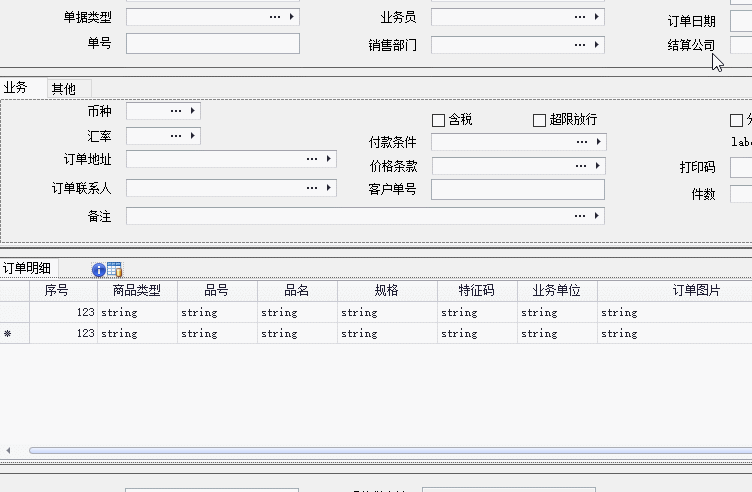 单据类型 业务员 订单日期
单号 销售部门 结算公司
业务 其他
币种 含税 超限放行
汇率 付款条件
订单地址 价格条款 打印码
订单联系人 客户单号 件数
备注
订单明细
序号 商品类型 品号 品名 规格 特征码 业务单位 订单图片
123 string string string string string string string
* 123 string string string string string string string